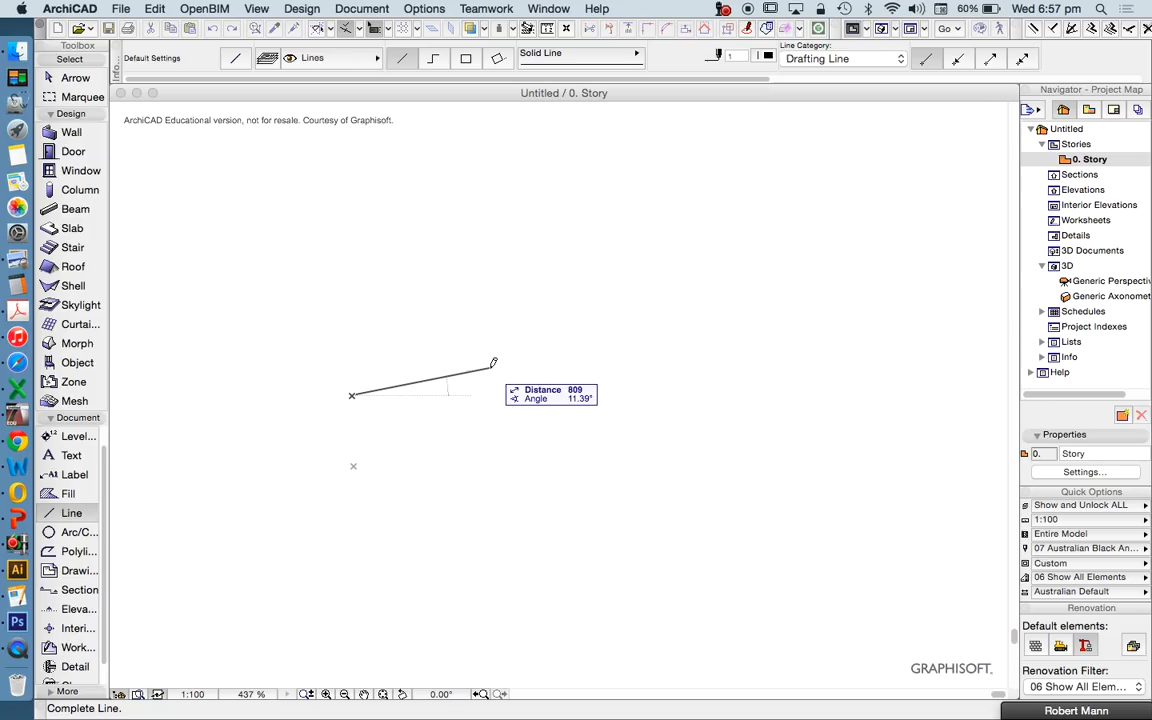 ArchiCAD File Edit View OpenBIM Design Document Options Teamwork Window Help 60% Wed 6:57 pm
Go
Toolbox
Select
Arrow
Marquee
Design
Wall
Door
Window
Column
Beam
Slab
Stair
Roof
Shell
Skylight
Curtai...
Morph
Object
Zone
Mesh
Document
Level...
Text
A1 Label
Fill
Line
Arc/C...
Polyli...
Drawi...
Section
Eleva...
Interi...
Work...
Detail
More
Default Settings
Lines
Solid Line
1
Line Category:
Drafting Line
Untitled / 0. Story
ArchiCAD Educational version, not for resale. Courtesy of Graphisoft.
Distance 809
Angle 11.39°
GRAPHISOFT.
1:100 437 % 0.00°
Complete Line.
Navigator - Project Map
Untitled
Stories
0. Story
Sections
Elevations
Interior Elevations
Worksheets
Details
3D Documents
3D
Generic Perspectiv
Generic Axonomet
Schedules
Project Indexes
Lists
Info
Help
Properties
0. Story
Settings...
Quick Options
Show and Unlock ALL
1:100
Entire Model
07 Australian Black An...
Custom
06 Show All Elements
Australian Default
Renovation
Default elements:
Renovation Filter:
06 Show All Elem...
Robert Mann